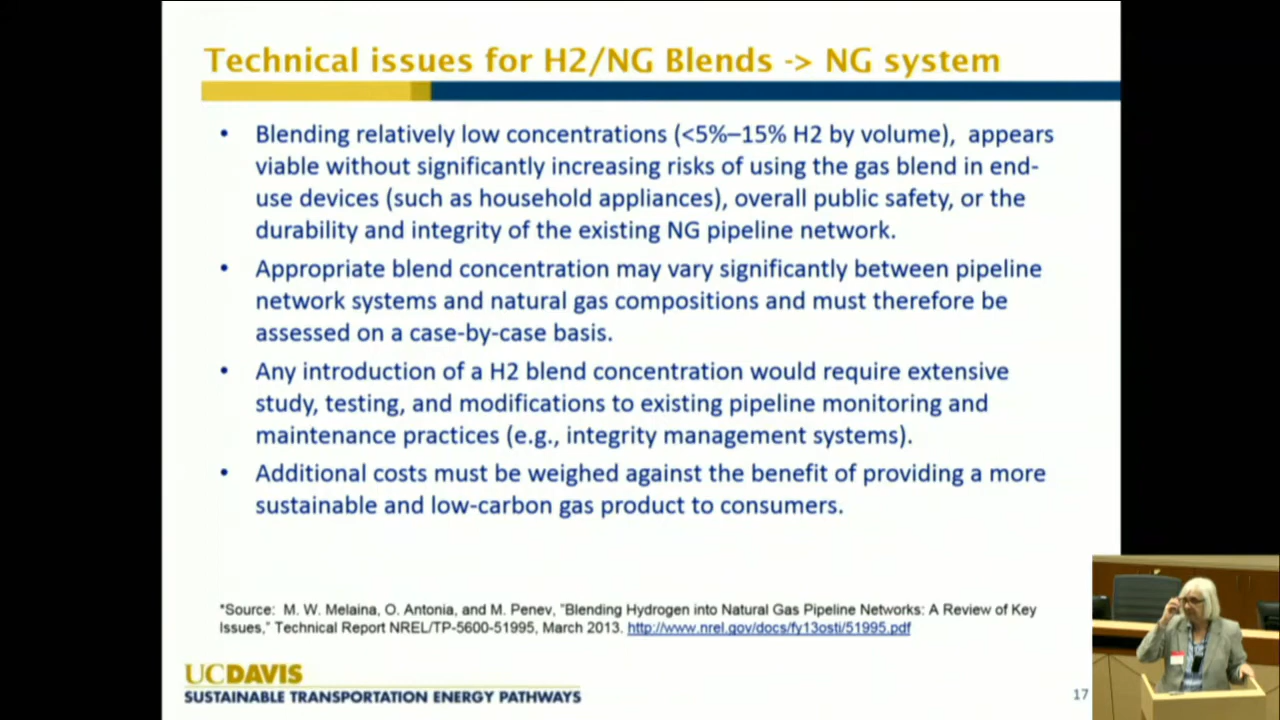 Technical issues for H2/NG Blends -> NG system
• Blending relatively low concentrations (<5%–15% H2 by volume), appears
viable without significantly increasing risks of using the gas blend in end-
use devices (such as household appliances), overall public safety, or the
durability and integrity of the existing NG pipeline network.
• Appropriate blend concentration may vary significantly between pipeline
network systems and natural gas compositions and must therefore be
assessed on a case-by-case basis.
• Any introduction of a H2 blend concentration would require extensive
study, testing, and modifications to existing pipeline monitoring and
maintenance practices (e.g., integrity management systems).
• Additional costs must be weighed against the benefit of providing a more
sustainable and low-carbon gas product to consumers.
*Source: M. W. Melaina, O. Antonia, and M. Penev, "Blending Hydrogen into Natural Gas Pipeline Networks: A Review of Key
Issues," Technical Report NREL/TP-5600-51995, March 2013. http://www.nrel.gov/docs/fy13osti/51995.pdf
UCDAVIS
SUSTAINABLE TRANSPORTATION ENERGY PATHWAYS
17